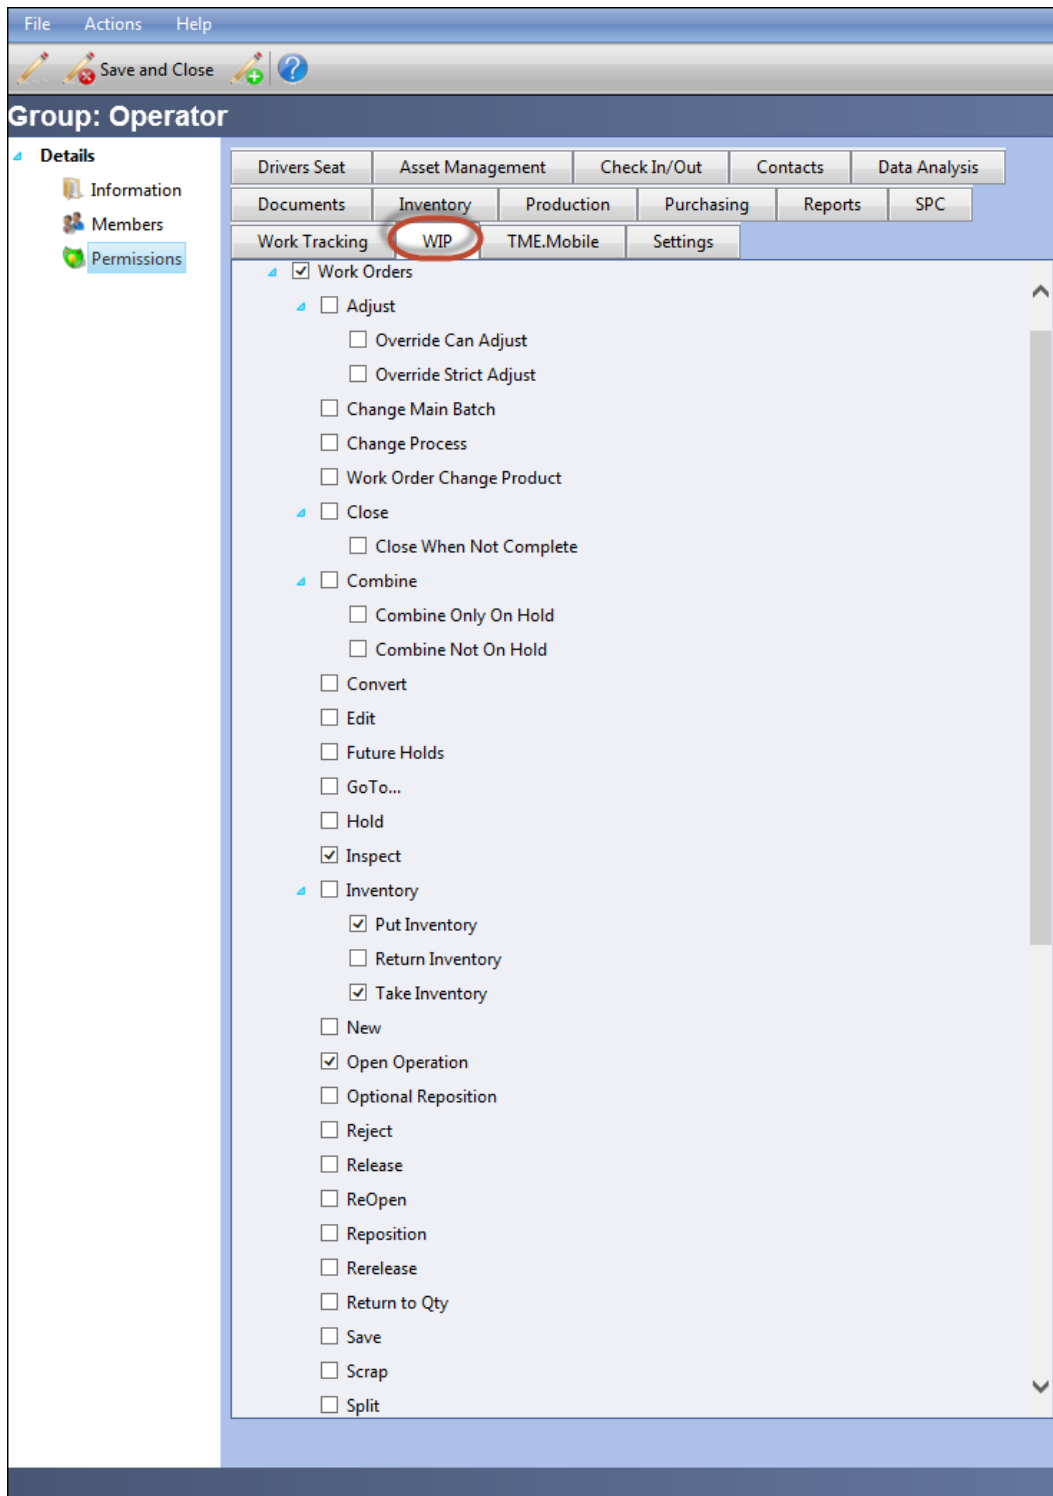 File Actions Help
Save and Close
Group: Operator
Details
Information
Members
Permissions
Drivers Seat Asset Management Check In/Out Contacts Data Analysis
Documents Inventory Production Purchasing Reports SPC
Work Tracking WIP TME.Mobile Settings
Work Orders
Adjust
Override Can Adjust
Override Strict Adjust
Change Main Batch
Change Process
Work Order Change Product
Close
Close When Not Complete
Combine
Combine Only On Hold
Combine Not On Hold
Convert
Edit
Future Holds
GoTo...
Hold
Inspect
Inventory
Put Inventory
Return Inventory
Take Inventory
New
Open Operation
Optional Reposition
Reject
Release
ReOpen
Reposition
Rerelease
Return to Qty
Save
Scrap
Split